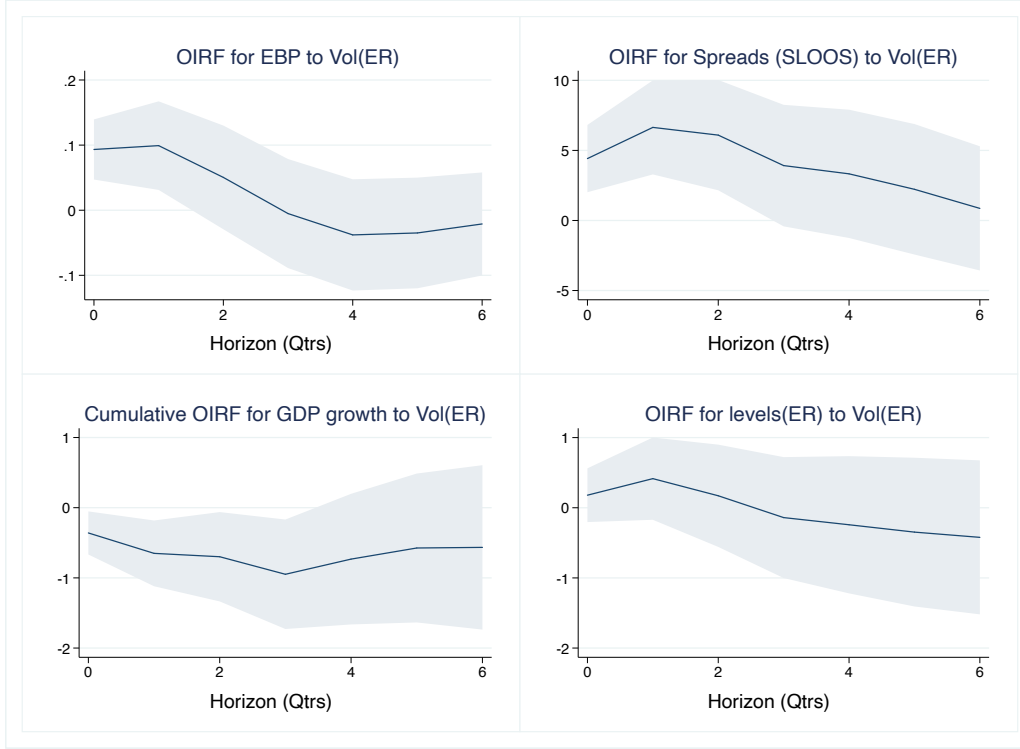 OIRF for EBP to Vol(ER)
.2
.1
0
-.1
0 2 4 6
Horizon (Qtrs)
OIRF for Spreads (SLOOS) to Vol(ER)
10
5
0
-5
0 2 4 6
Horizon (Qtrs)
Cumulative OIRF for GDP growth to Vol(ER)
1
0
-1
-2
0 2 4 6
Horizon (Qtrs)
OIRF for levels(ER) to Vol(ER)
1
0
-1
-2
0 2 4 6
Horizon (Qtrs)